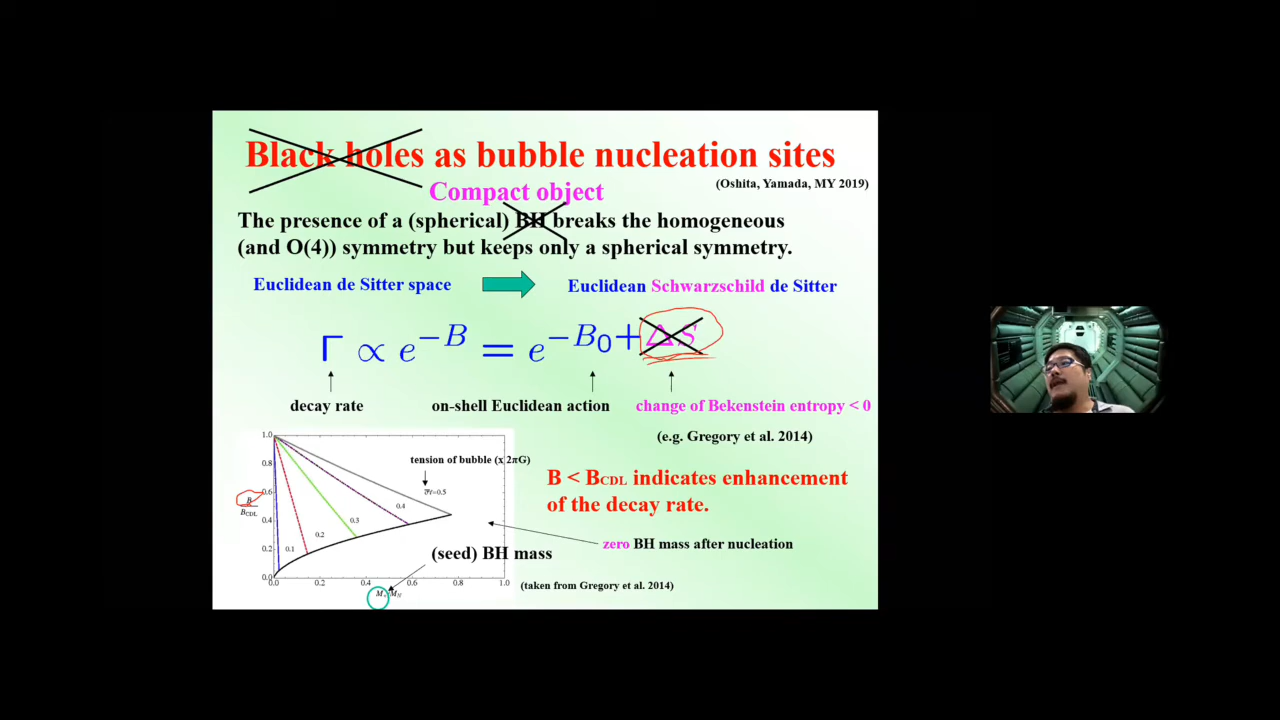 Black holes as bubble nucleation sites
Compact object
(Oshita, Yamada, MY 2019)
The presence of a (spherical) BH breaks the homogeneous
(and O(4)) symmetry but keeps only a spherical symmetry.
Euclidean de Sitter space
Euclidean Schwarzschild de Sitter
Γ ∝ e^{−B} = e^{−B₀+ΔS}
decay rate
on-shell Euclidean action
change of Bekenstein entropy < 0
(e.g. Gregory et al. 2014)
1.0
0.8
0.6
0.4
0.2
0.0
B
B_CDL
tension of bubble (x 2πG)
=0.5
0.4
0.3
0.2
0.1
0.0 0.2 0.4 0.6 0.8 1.0
B < BCDL indicates enhancement
of the decay rate.
zero BH mass after nucleation
(seed) BH mass
(taken from Gregory et al. 2014)